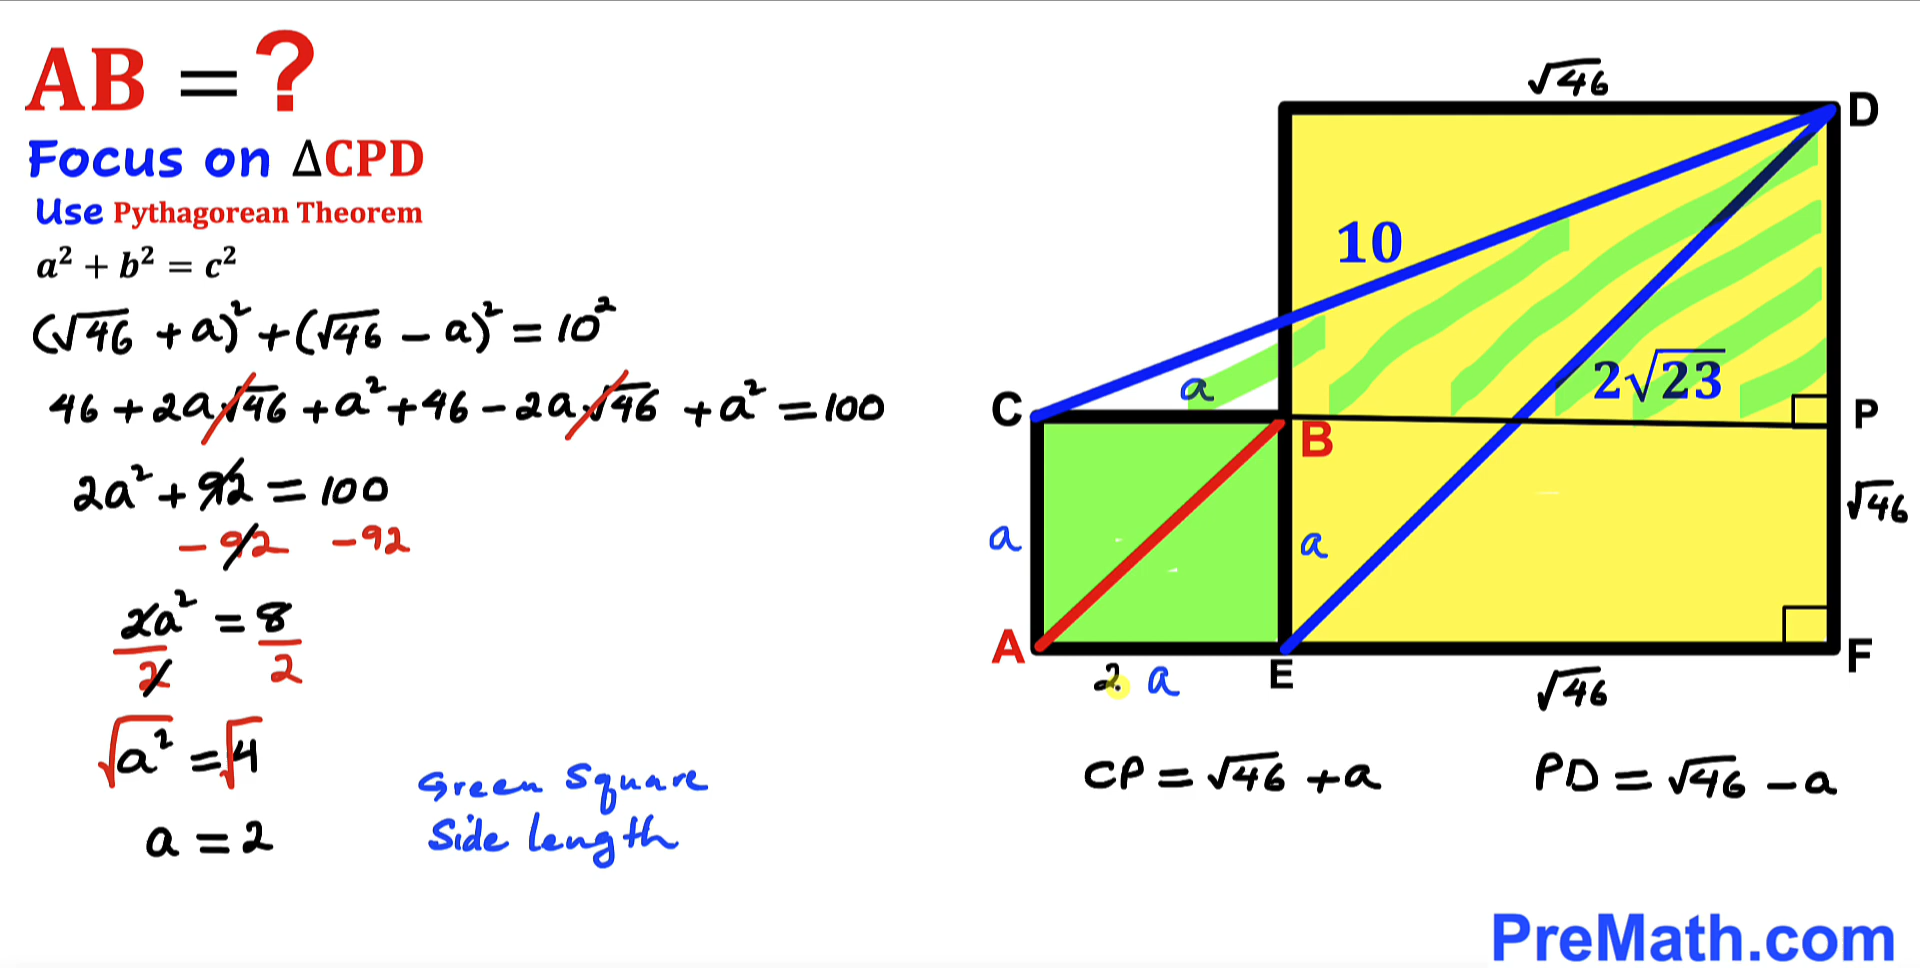 AB = ?
Focus on ΔCPD
Use Pythagorean Theorem
a² + b² = c²
(√46 + a)² + (√46 − a)² = 10²
46 + 2a√46 + a² + 46 − 2a√46 + a² = 100
2a² + 92 = 100
− 92 − 92
2a² = 8
2 2
√a² = √4
a = 2
Green Square
Side length
√46
D
10
2√23
C
a
B
P
a
a
√46
A
2
a
E
√46
F
CP = √46 + a
PD = √46 − a
PreMath.com